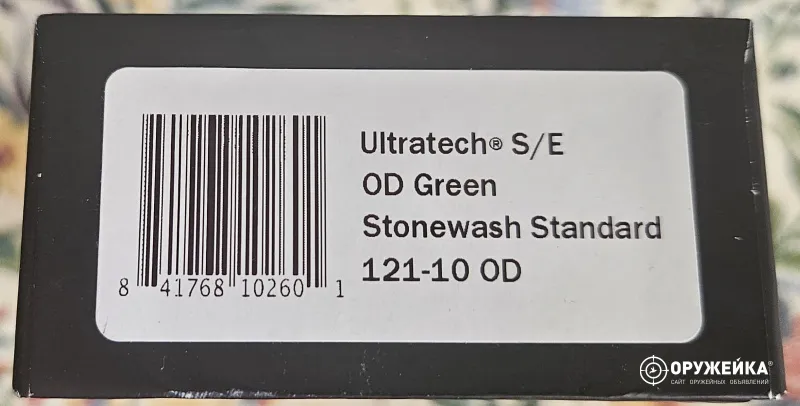 Ultratech® S/E
OD Green
Stonewash Standard
121-10 OD
8 41768 10260 1
ОРУЖЕЙКА®
САЙТ ОРУЖЕЙНЫХ ОБЪЯВЛЕНИЙ